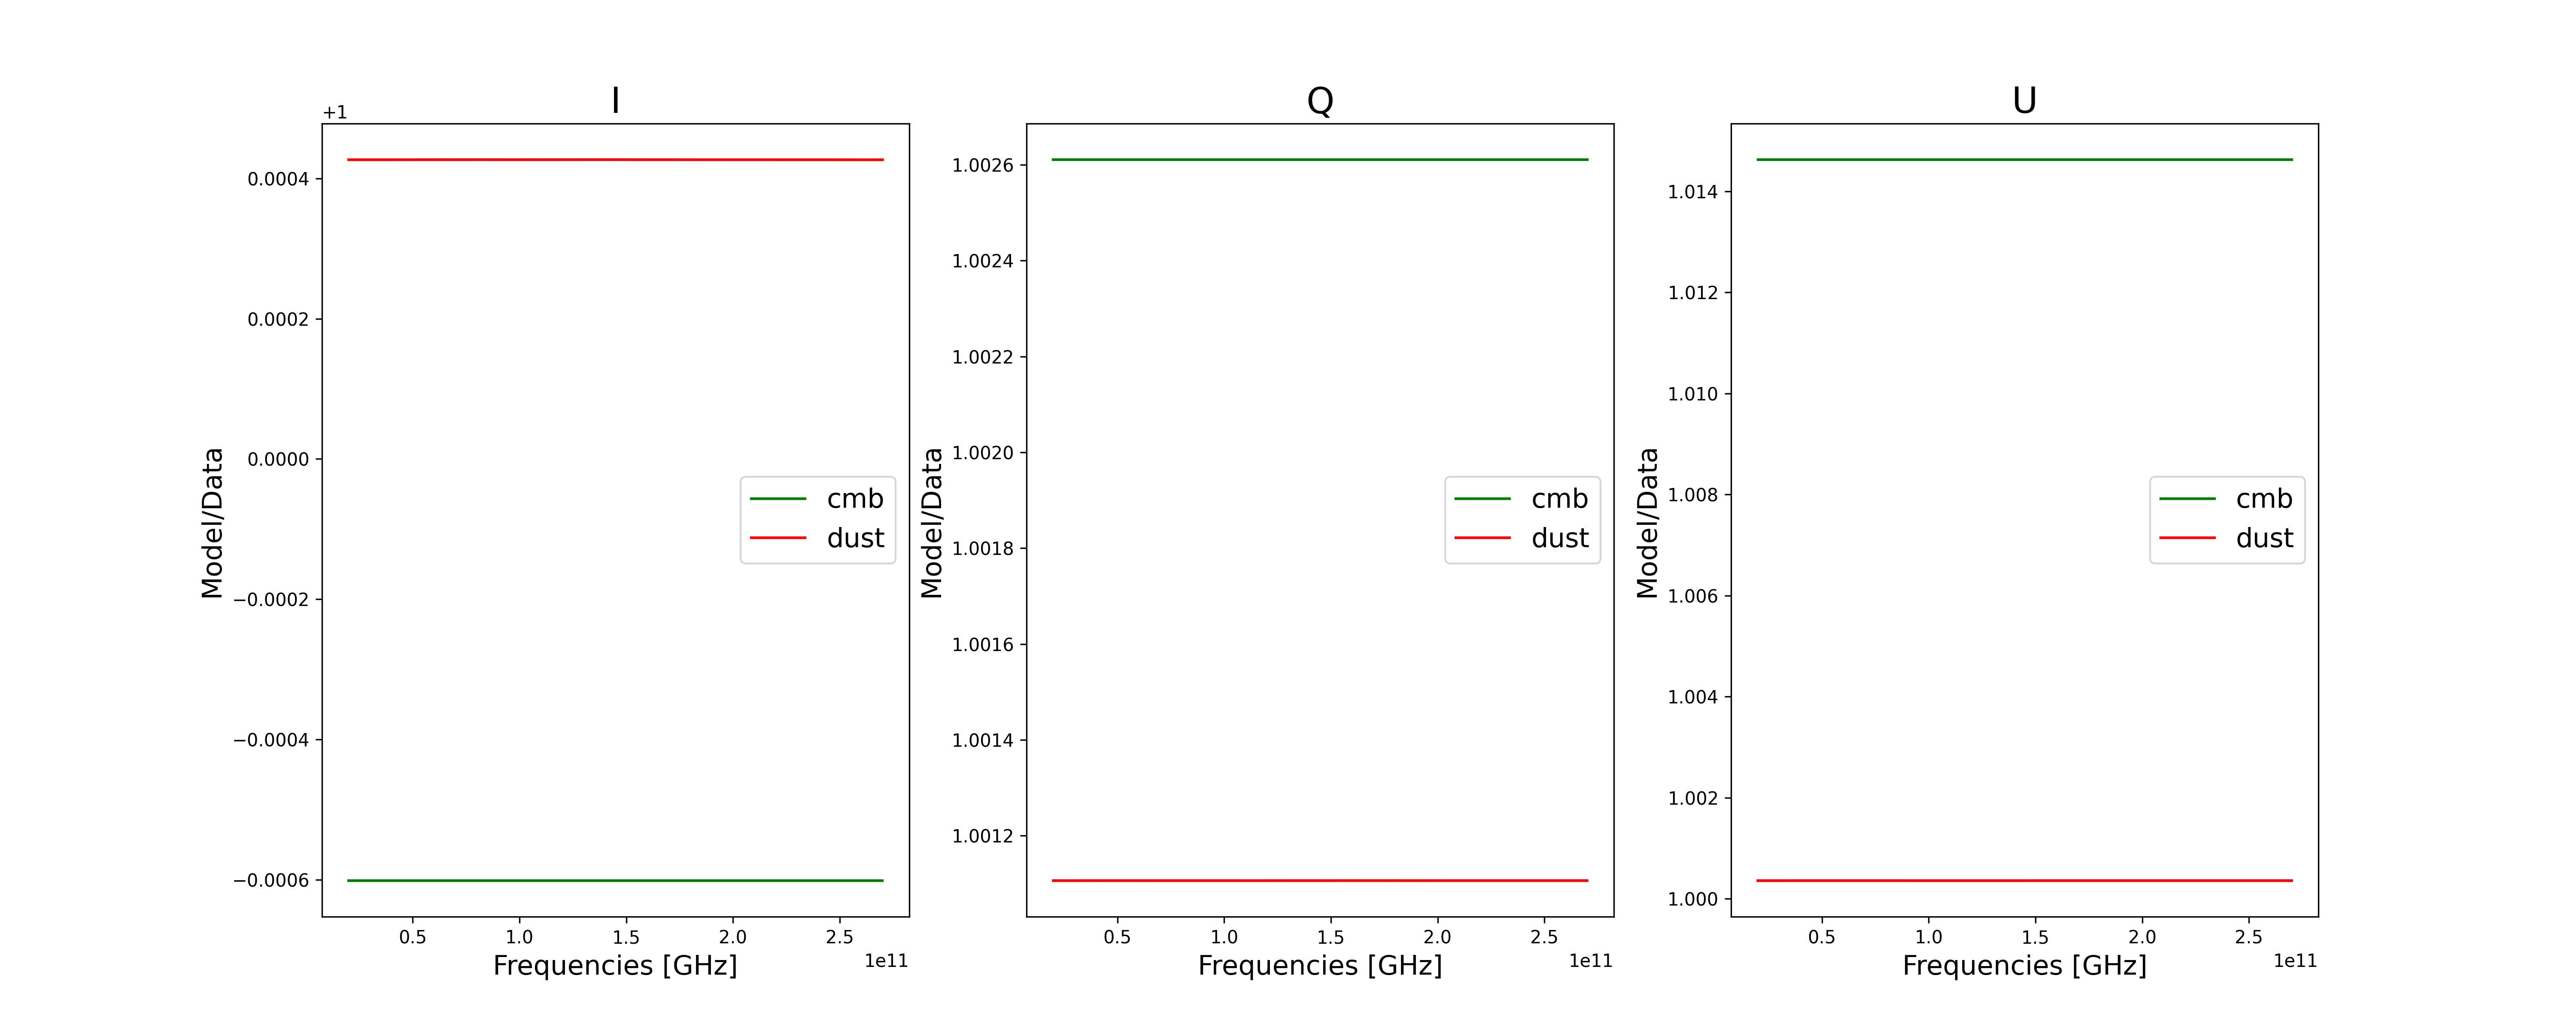 I
+1
0.0004
0.0002
0.0000
−0.0002
−0.0004
−0.0006
Model/Data
cmb
dust
0.5 1.0 1.5 2.0 2.5
Frequencies [GHz]
1e11
Q
1.0026
1.0024
1.0022
1.0020
1.0018
1.0016
1.0014
1.0012
Model/Data
cmb
dust
0.5 1.0 1.5 2.0 2.5
Frequencies [GHz]
1e11
U
1.014
1.012
1.010
1.008
1.006
1.004
1.002
1.000
Model/Data
cmb
dust
0.5 1.0 1.5 2.0 2.5
Frequencies [GHz]
1e11